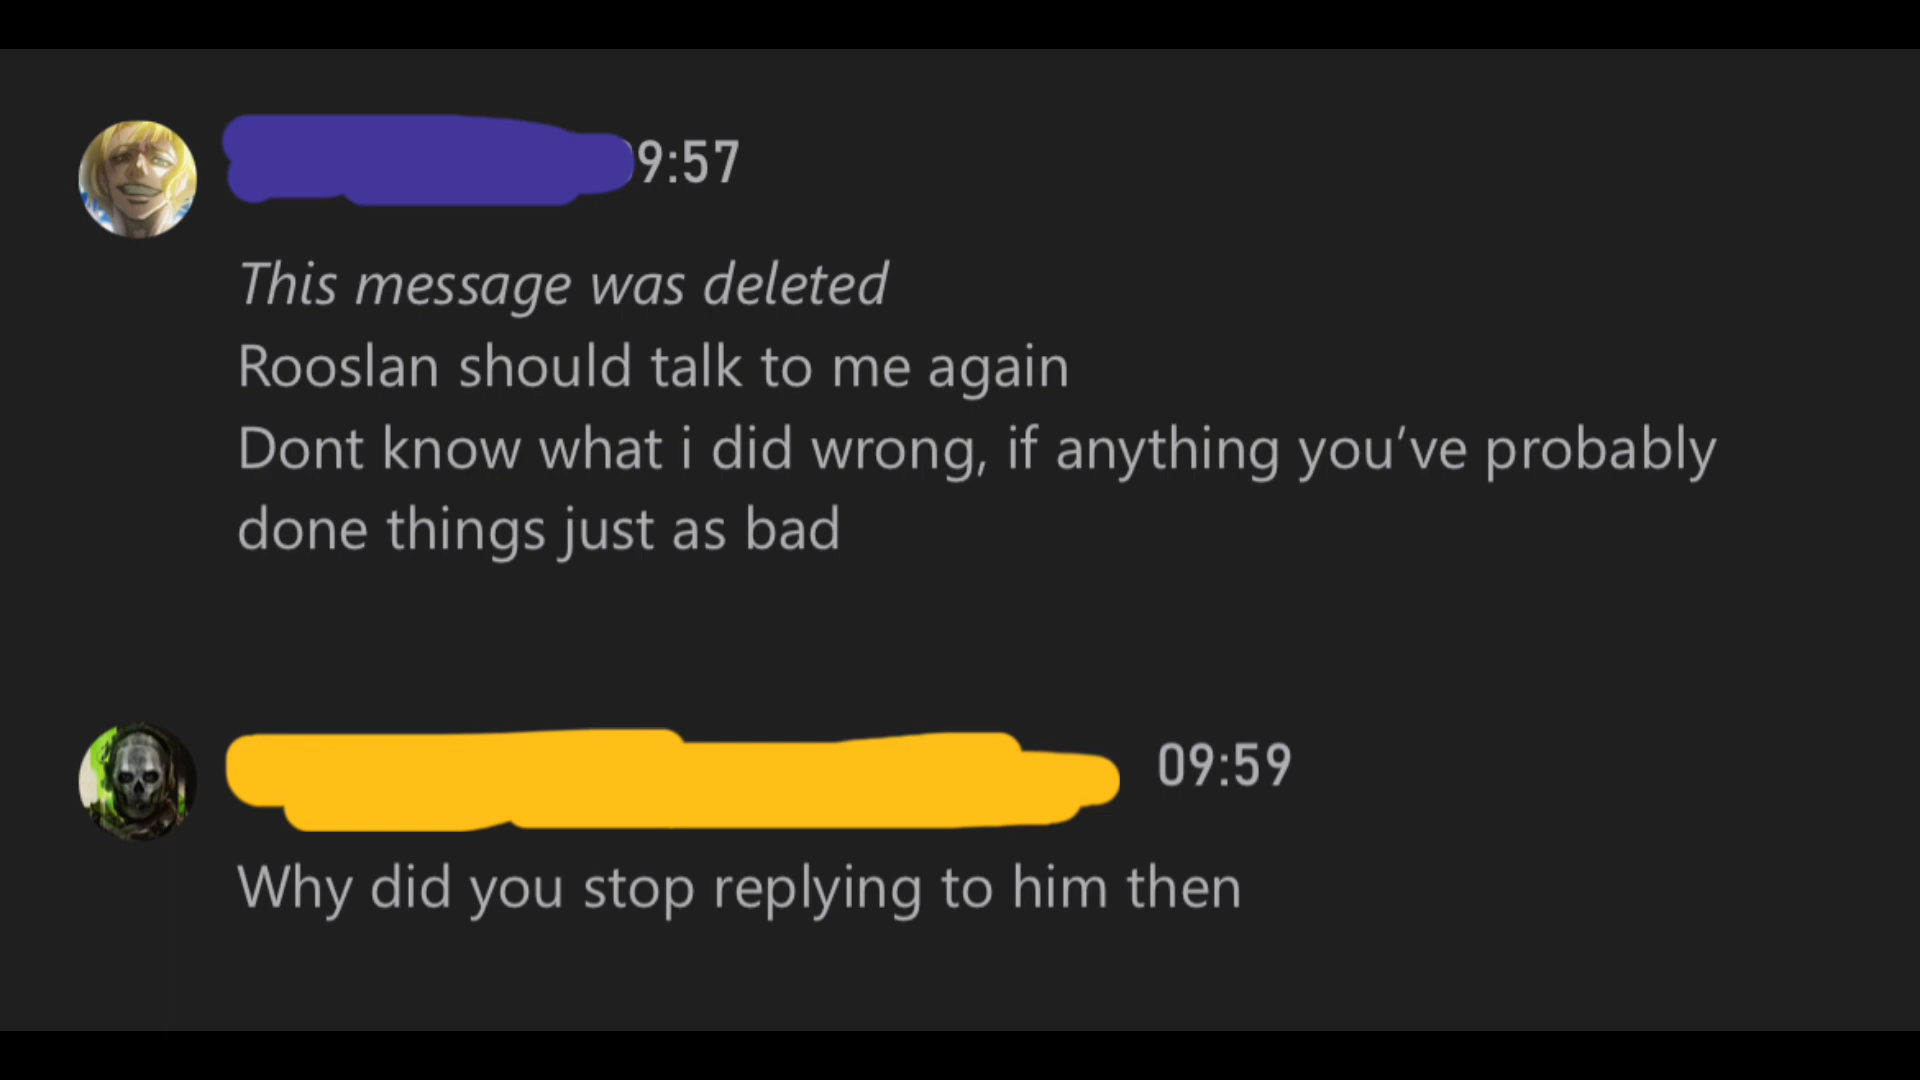 9:57
This message was deleted
Rooslan should talk to me again
Dont know what i did wrong, if anything you've probably
done things just as bad
09:59
Why did you stop replying to him then